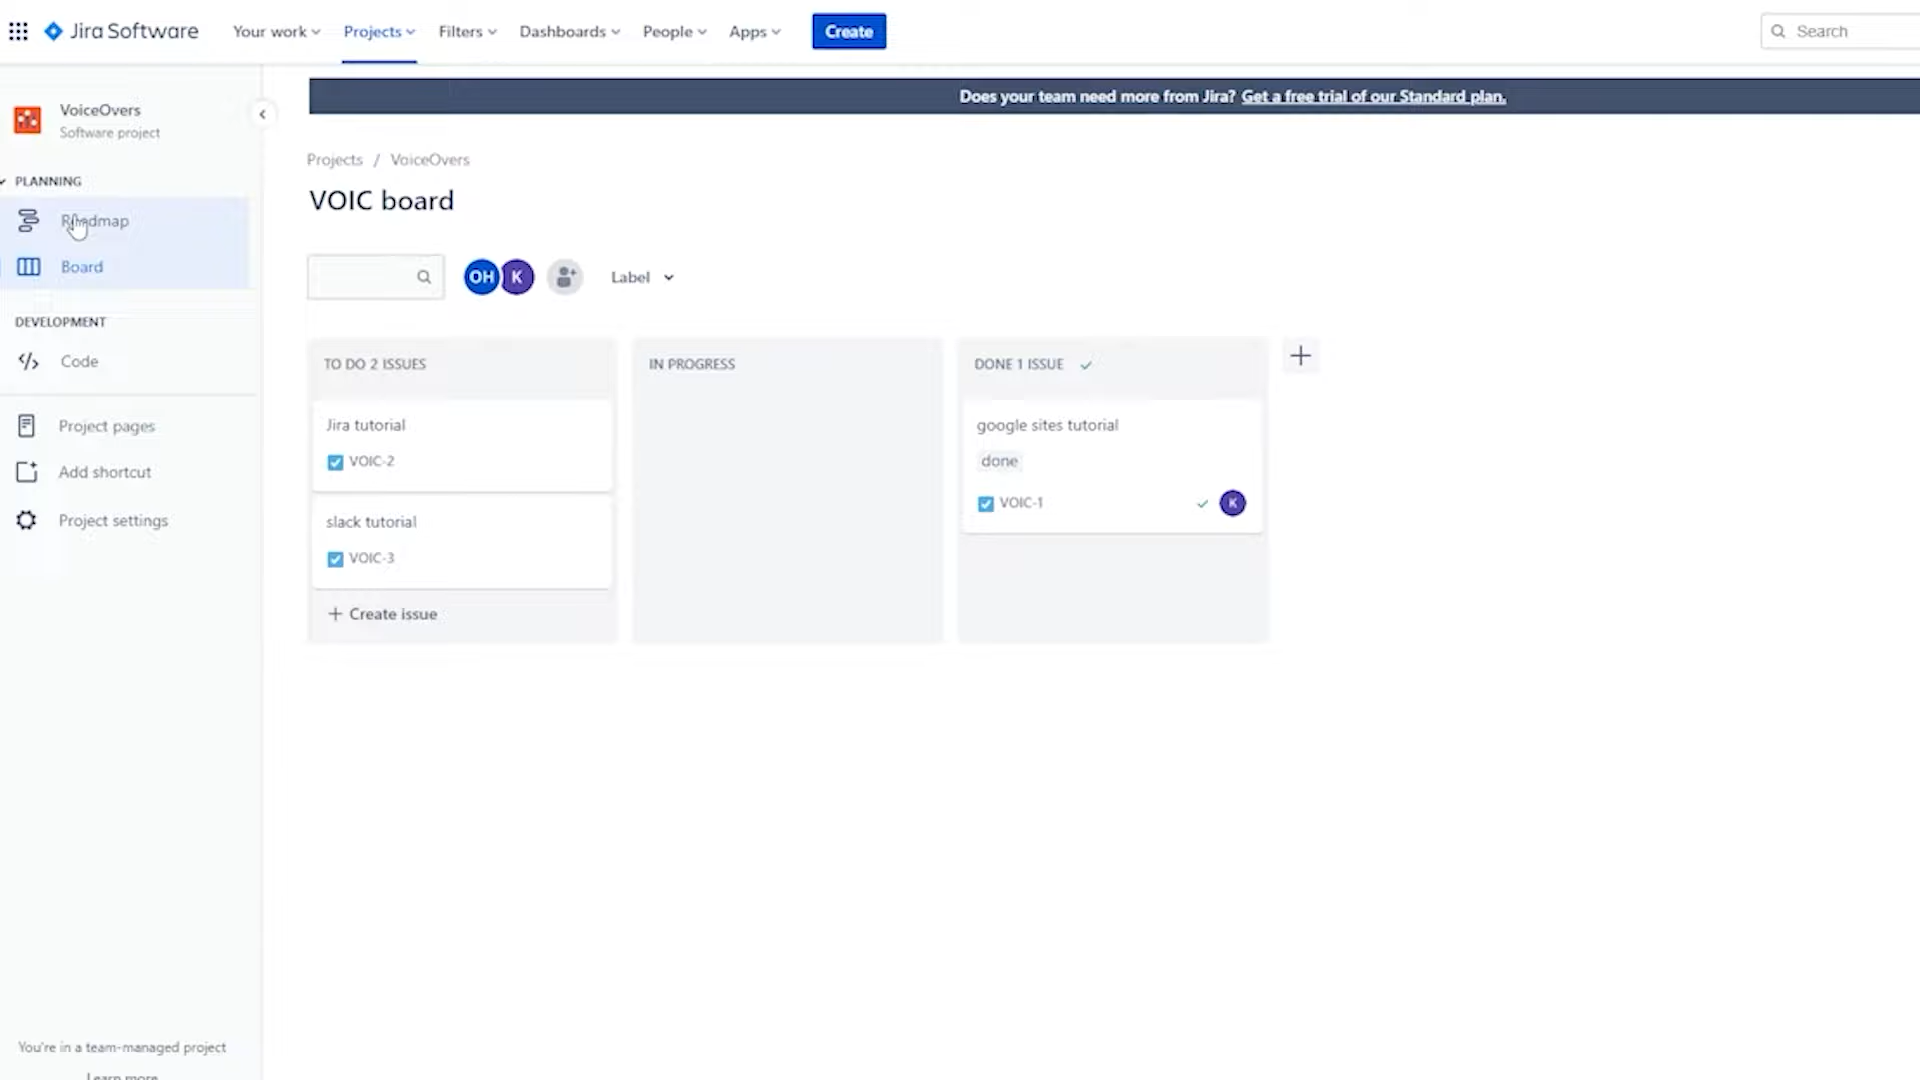 Jira Software
Your work
Projects
Filters
Dashboards
People
Apps
Create
Search
VoiceOvers
Software project
Does your team need more from Jira? Get a free trial of our Standard plan.
Projects / VoiceOvers
VOIC board
PLANNING
Roadmap
Board
OH
K
Label
DEVELOPMENT
Code
Project pages
Add shortcut
Project settings
TO DO 2 ISSUES
Jira tutorial
VOIC-2
slack tutorial
VOIC-3
Create issue
IN PROGRESS
DONE 1 ISSUE
google sites tutorial
done
VOIC-1
K
You're in a team-managed project
Learn more